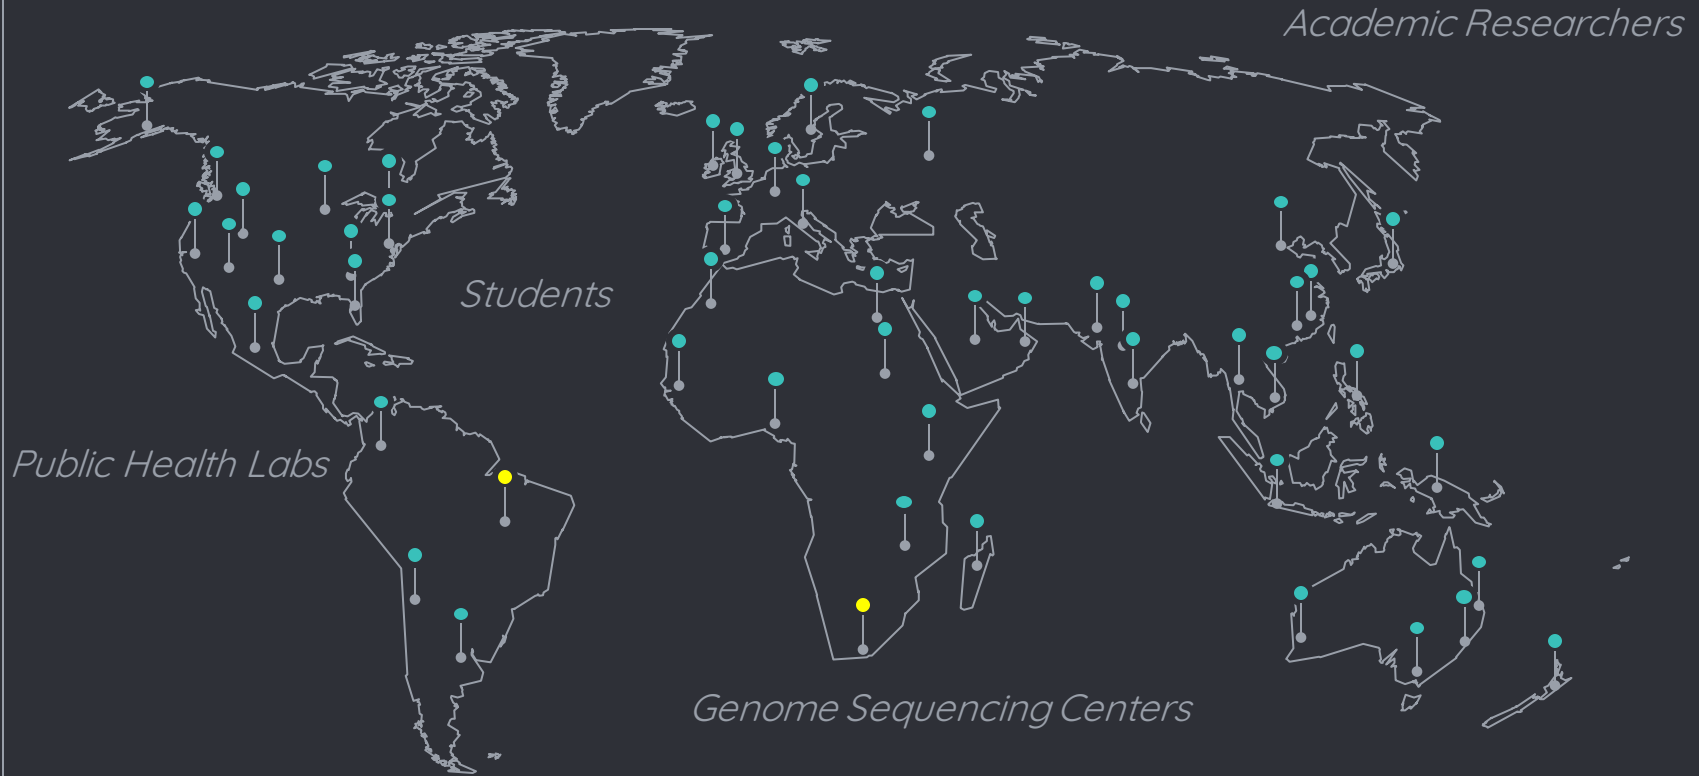 Academic Researchers
Students
Public Health Labs
Genome Sequencing Centers